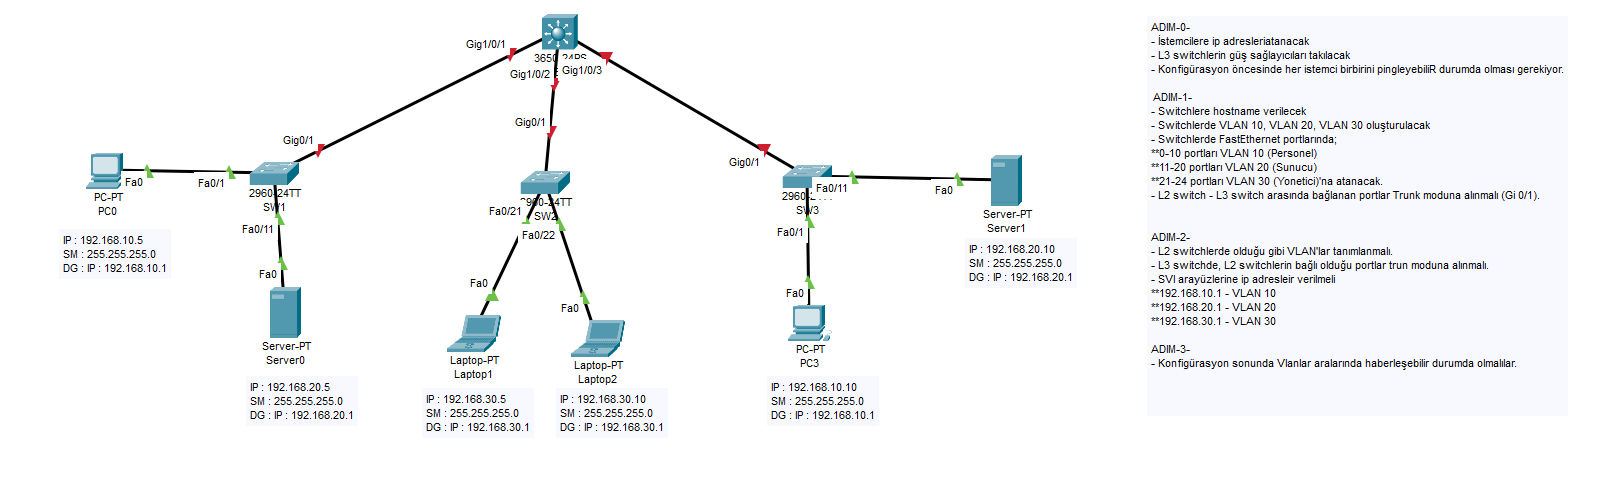 Gig1/0/1
3650-24PS
Gig1/0/2
Gig1/0/3
Gig0/1
Gig0/1
Gig0/1
Fa0
Fa0/1
PC-PT
PC0
2960-24TT
SW1
Fa0/11
Fa0
Server-PT
Server0
2960-24TT
SW2
Fa0/21
Fa0/22
Fa0
Fa0
Laptop-PT
Laptop1
Laptop-PT
Laptop2
SW3
Fa0/11
Fa0
Server-PT
Server1
Fa0/1
Fa0
PC-PT
PC3
IP : 192.168.10.5
SM : 255.255.255.0
DG : IP : 192.168.10.1
IP : 192.168.20.5
SM : 255.255.255.0
DG : IP : 192.168.20.1
IP : 192.168.30.5
SM : 255.255.255.0
DG : IP : 192.168.30.1
IP : 192.168.30.10
SM : 255.255.255.0
DG : IP : 192.168.30.1
IP : 192.168.10.10
SM : 255.255.255.0
DG : IP : 192.168.10.1
IP : 192.168.20.10
SM : 255.255.255.0
DG : IP : 192.168.20.1
ADIM-0-
- İstemcilere ip adresleriatanacak
- L3 switchlerin güş sağlayıcıları takılacak
- Konfigürasyon öncesinde her istemci birbirini pingleyebiliR durumda olması gerekiyor.
ADIM-1-
- Switchlere hostname verilecek
- Switchlerde VLAN 10, VLAN 20, VLAN 30 oluşturulacak
- Switchlerde FastEthernet portlarında;
**0-10 portları VLAN 10 (Personel)
**11-20 portları VLAN 20 (Sunucu)
**21-24 portları VLAN 30 (Yonetici)'na atanacak.
- L2 switch - L3 switch arasında bağlanan portlar Trunk moduna alınmalı (Gi 0/1).
ADIM-2-
- L2 switchlerde olduğu gibi VLAN'lar tanımlanmalı.
- L3 switchde, L2 switchlerin bağlı olduğu portlar trun moduna alınmalı.
- SVI arayüzlerine ip adresleir verilmeli
**192.168.10.1 - VLAN 10
**192.168.20.1 - VLAN 20
**192.168.30.1 - VLAN 30
ADIM-3-
- Konfigürasyon sonunda Vlanlar aralarında haberleşebilir durumda olmalılar.